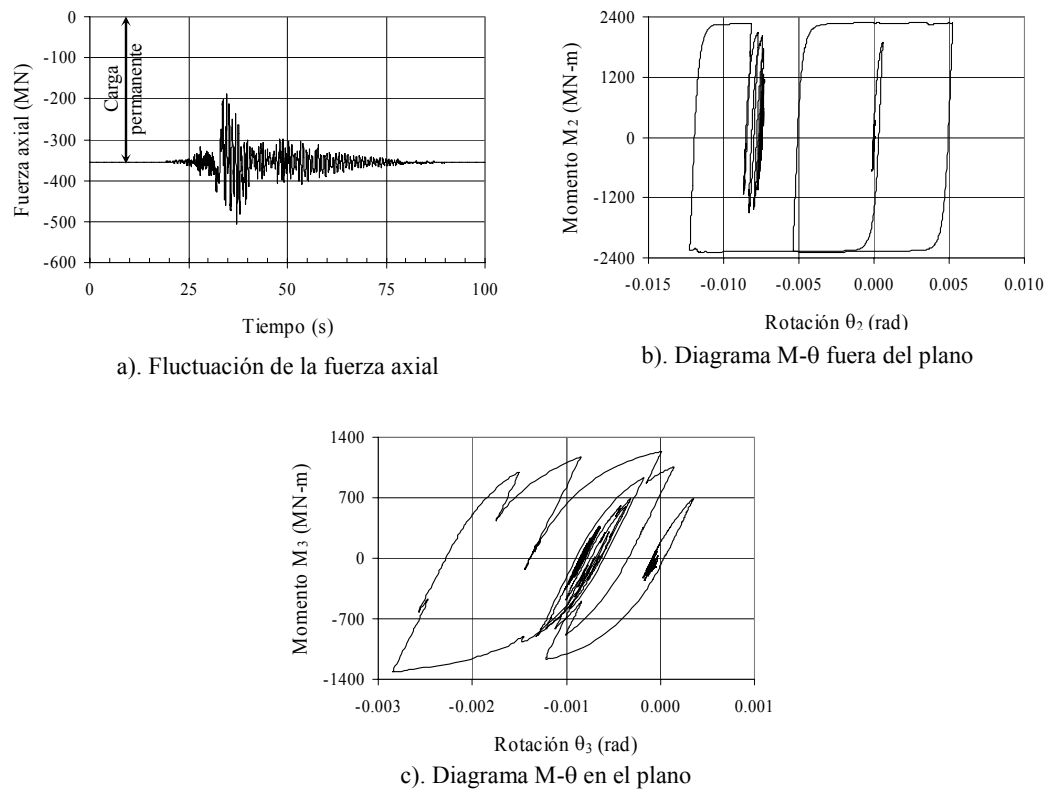 0
-100
-200
-300
-400
-500
-600
Fuerza axial (MN)
Carga
permanente
0 25 50 75 100
Tiempo (s)
a). Fluctuación de la fuerza axial
2400
1200
0
-1200
-2400
Momento M2 (MN-m)
-0.015 -0.010 -0.005 0.000 0.005 0.010
Rotación θ2 (rad)
b). Diagrama M-θ fuera del plano
1400
700
0
-700
-1400
Momento M3 (MN-m)
-0.003 -0.002 -0.001 0.000 0.001
Rotación θ3 (rad)
c). Diagrama M-θ en el plano